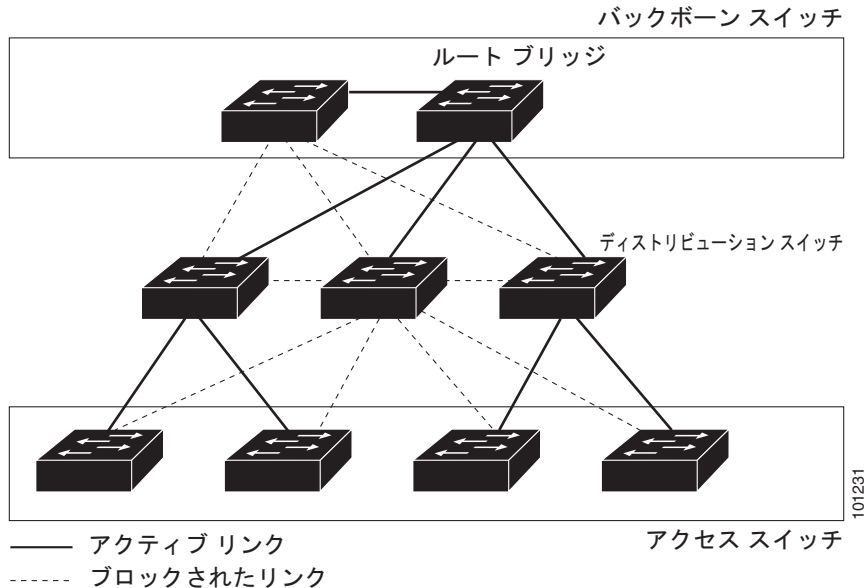 バックボーン スイッチ
ルート ブリッジ
ディストリビューション スイッチ
101231
アクセス スイッチ
アクティブ リンク
ブロックされたリンク